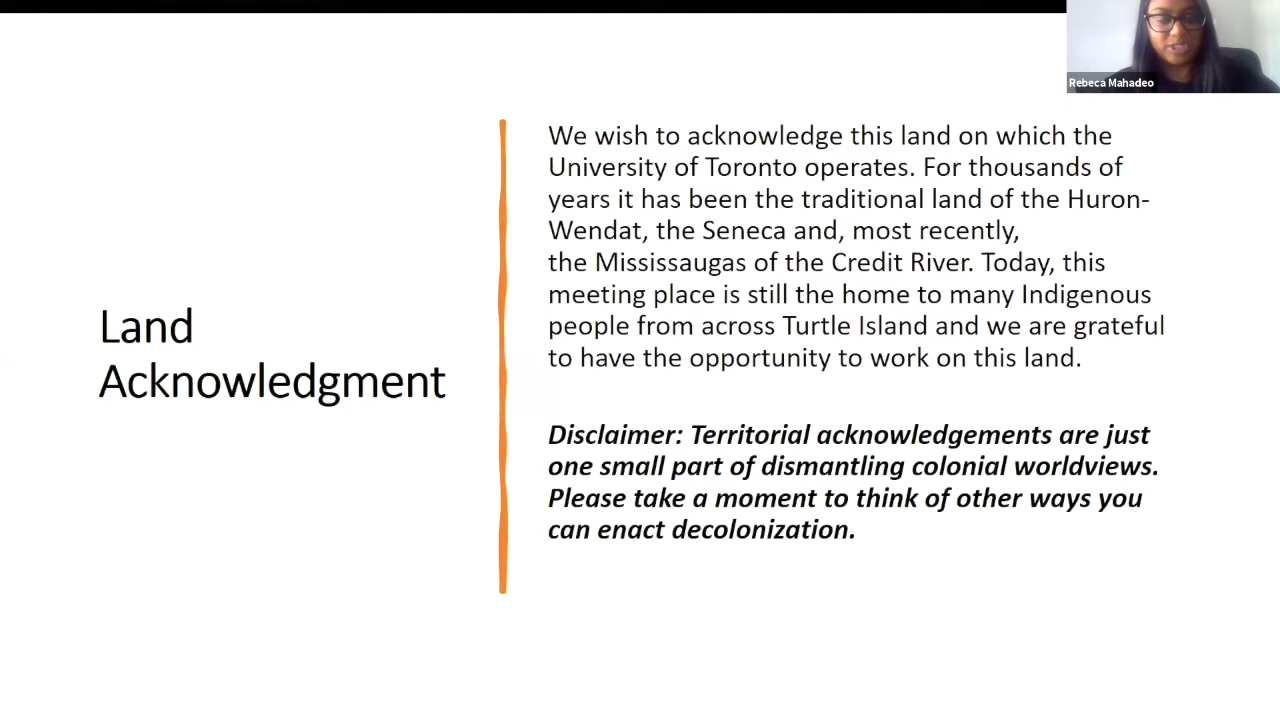 Rebeca Mahadeo
Land
Acknowledgment
We wish to acknowledge this land on which the
University of Toronto operates. For thousands of
years it has been the traditional land of the Huron-
Wendat, the Seneca and, most recently,
the Mississaugas of the Credit River. Today, this
meeting place is still the home to many Indigenous
people from across Turtle Island and we are grateful
to have the opportunity to work on this land.
Disclaimer: Territorial acknowledgements are just
one small part of dismantling colonial worldviews.
Please take a moment to think of other ways you
can enact decolonization.